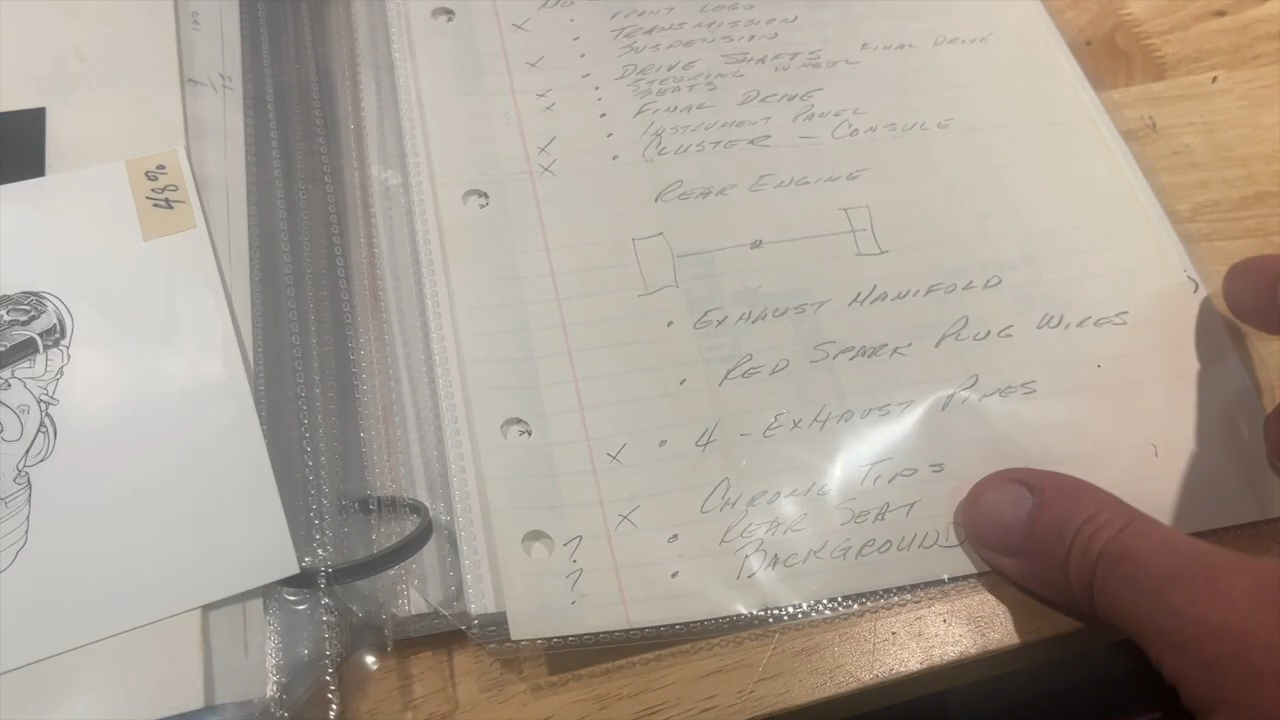 No
X • FRONT LOGO
• TRANSMISSION
X SUSPENSION
• DRIVE SHAFTS FINAL DRIVE
X STEERING WHEEL
X • SEATS
• FINAL DRIVE
X • INSTRUMENT PANEL
X • CLUSTER - CONSULE
REAR ENGINE
• EXHAUST MANIFOLD
• RED SPARK PLUG WIRES
X • 4 - EXHAUST PIPES
X CHROME TIPS
? • REAR SEAT
? • BACKGROUND
48%